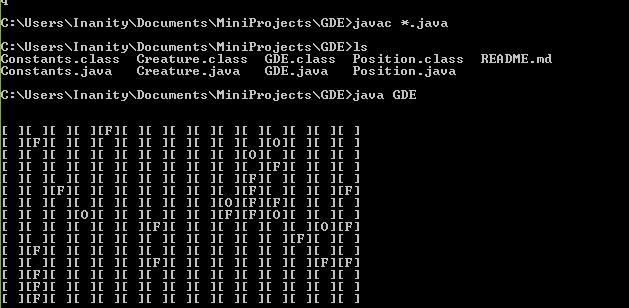 C:\Users\Inanity\Documents\MiniProjects\GDE>javac *.java
C:\Users\Inanity\Documents\MiniProjects\GDE>ls
Constants.class  Creature.class  GDE.class  Position.class  README.md
Constants.java  Creature.java  GDE.java  Position.java
C:\Users\Inanity\Documents\MiniProjects\GDE>java GDE
[ ][ ][ ][ ][F][ ][ ][ ][ ][ ][ ][ ][ ][ ][ ]
[ ][F][ ][ ][ ][ ][ ][ ][ ][ ][ ][O][ ][ ][ ]
[ ][ ][ ][ ][ ][ ][ ][ ][ ][ ][O][ ][ ][ ][ ]
[ ][ ][ ][ ][ ][ ][ ][ ][ ][ ][ ][F][ ][ ][ ]
[ ][ ][ ][ ][ ][ ][ ][ ][ ][ ][F][ ][ ][ ][ ]
[ ][ ][F][ ][ ][ ][ ][ ][ ][ ][F][ ][ ][ ][F]
[ ][ ][ ][ ][ ][ ][ ][ ][ ][O][F][F][ ][ ][ ]
[ ][ ][ ][O][ ][ ][ ][ ][ ][F][F][O][ ][ ][ ]
[ ][ ][ ][ ][ ][ ][F][ ][ ][ ][ ][ ][ ][O][F]
[ ][ ][ ][ ][ ][ ][ ][ ][ ][ ][ ][ ][F][ ][ ]
[ ][F][ ][ ][ ][ ][ ][ ][ ][ ][ ][ ][ ][ ][ ]
[ ][ ][ ][ ][ ][ ][F][ ][ ][ ][ ][ ][ ][F][F]
[ ][F][ ][ ][ ][ ][ ][ ][ ][ ][ ][ ][ ][ ][ ]
[ ][ ][ ][ ][ ][ ][ ][ ][ ][ ][ ][ ][ ][ ][ ]
[ ][F][ ][ ][ ][ ][ ][ ][ ][ ][ ][ ][ ][ ][ ]